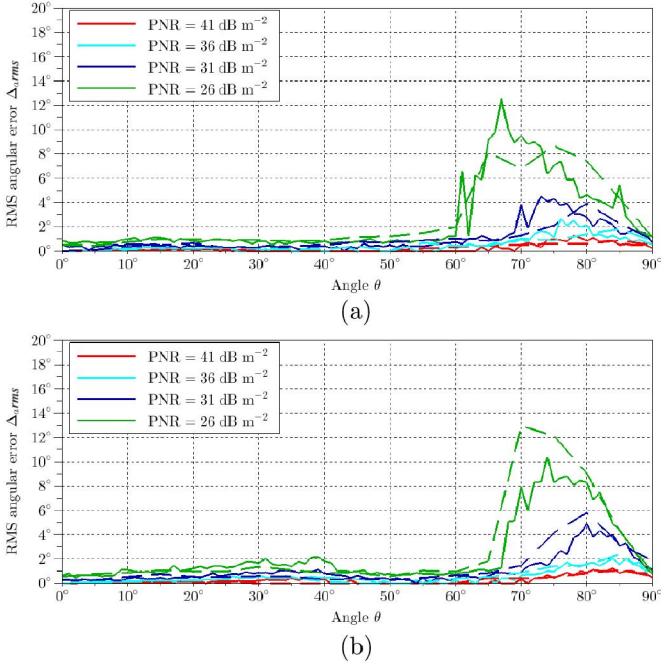 20°
18°
16°
14°
12°
10°
8°
6°
4°
2°
0°
RMS angular error Δarms
PNR = 41 dB m−2
PNR = 36 dB m−2
PNR = 31 dB m−2
PNR = 26 dB m−2
0° 10° 20° 30° 40° 50° 60° 70° 80° 90°
Angle θ
(a)
20°
18°
16°
14°
12°
10°
8°
6°
4°
2°
0°
RMS angular error Δarms
PNR = 41 dB m−2
PNR = 36 dB m−2
PNR = 31 dB m−2
PNR = 26 dB m−2
0° 10° 20° 30° 40° 50° 60° 70° 80° 90°
Angle θ
(b)